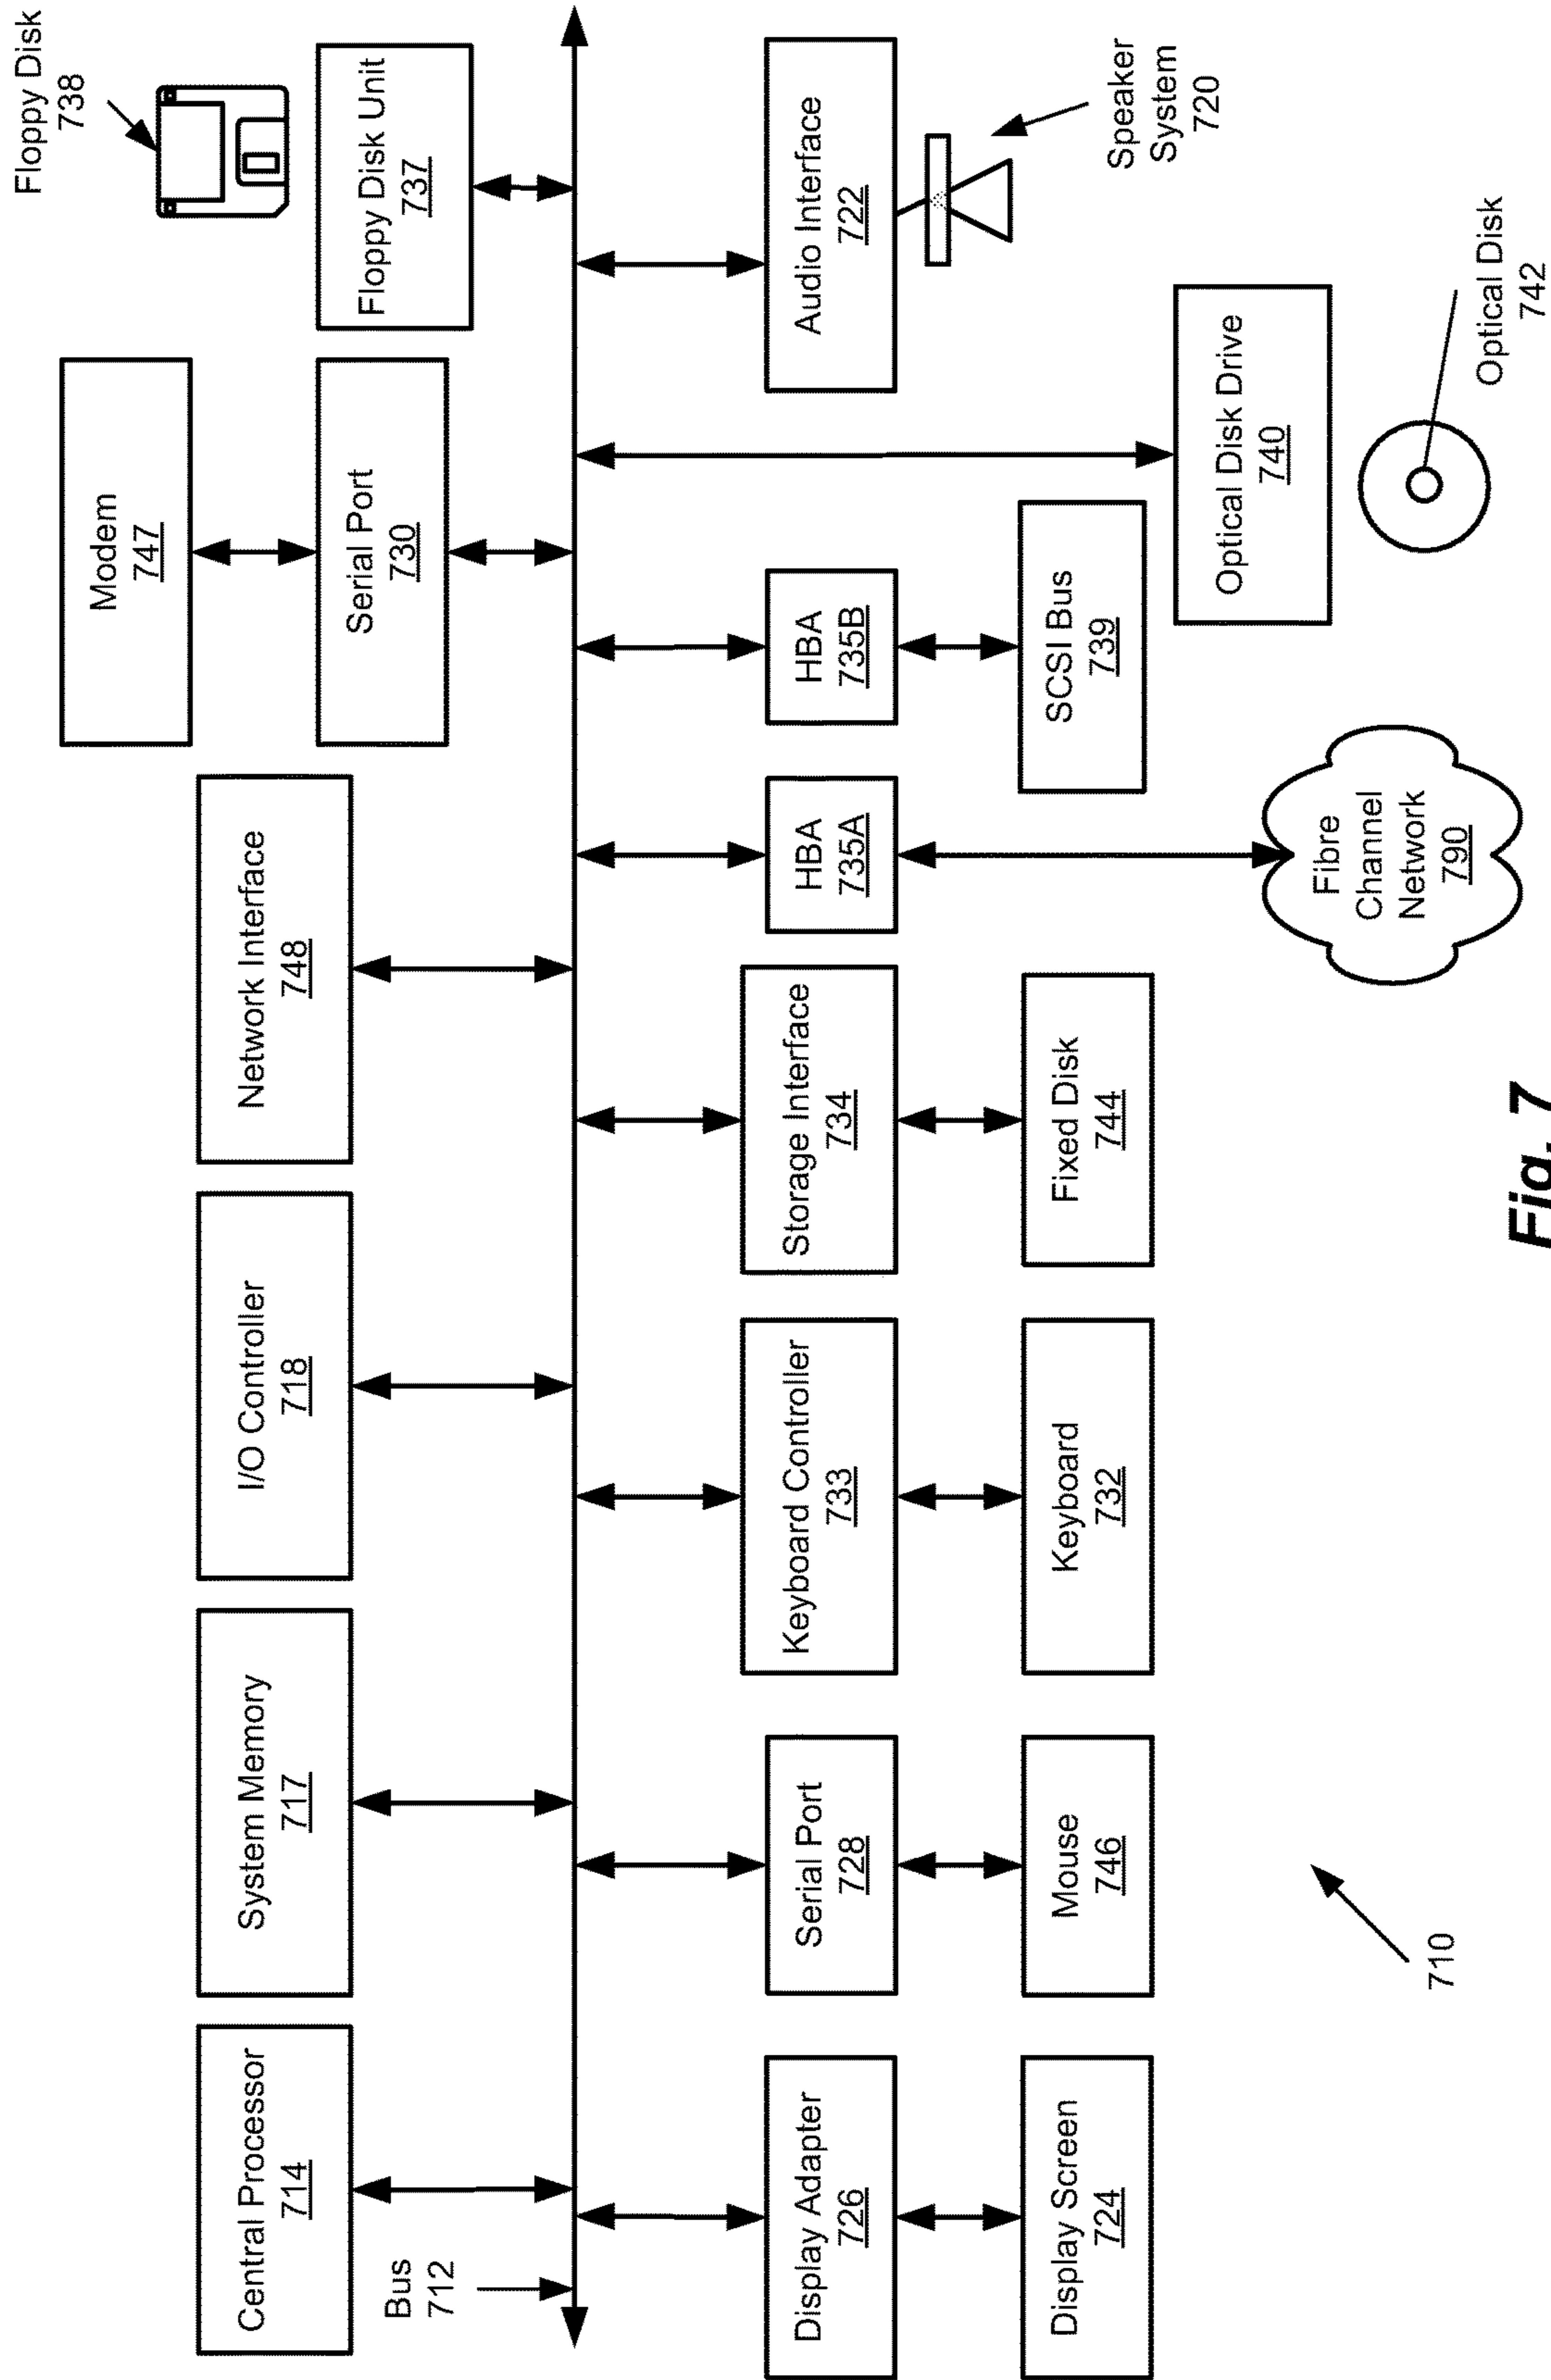 Central Processor
714
System Memory
717
I/O Controller
718
Network Interface
748
Modem
747
Serial Port
730
Floppy Disk
738
Floppy Disk Unit
737
Bus
712
Display Adapter
726
Display Screen
724
Serial Port
728
Mouse
746
Keyboard Controller
733
Keyboard
732
Storage Interface
734
Fixed Disk
744
HBA
735A
Fibre
Channel
Network
790
HBA
735B
SCSI Bus
739
Optical Disk Drive
740
Optical Disk
742
Audio Interface
722
Speaker
System
720
710
Fig. 7